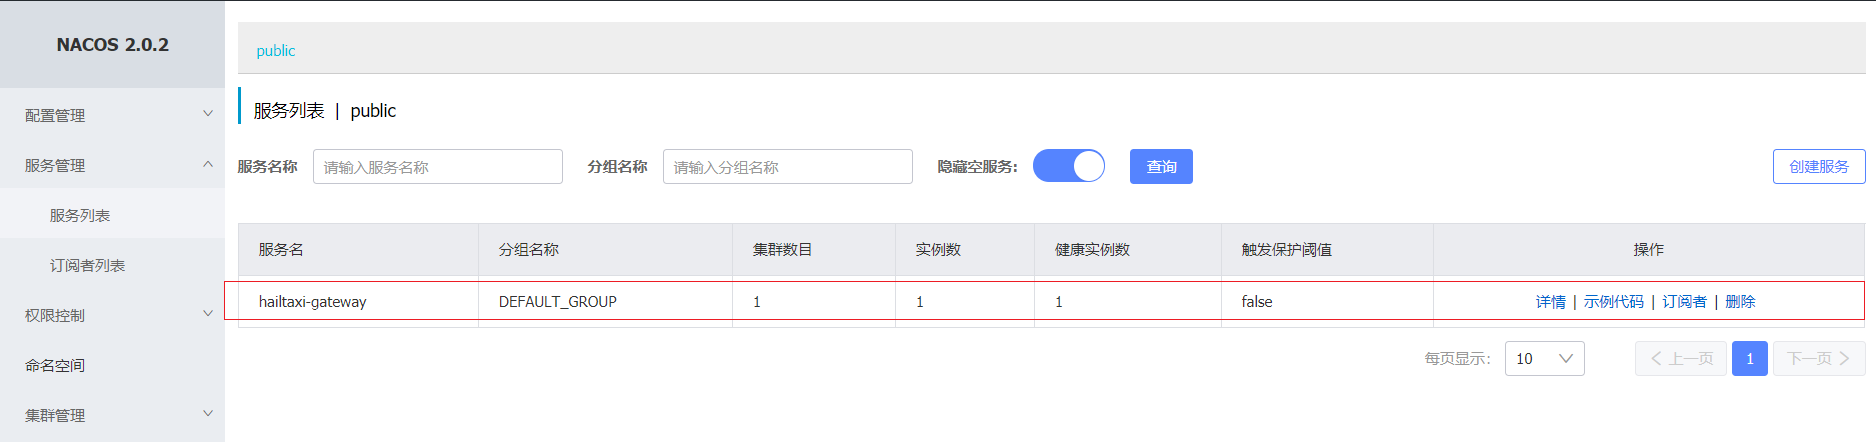 NACOS 2.0.2
配置管理
服务管理
服务列表
订阅者列表
权限控制
命名空间
集群管理
public
服务列表 | public
服务名称 请输入服务名称 分组名称 请输入分组名称 隐藏空服务: 查询 创建服务
服务名 分组名称 集群数目 实例数 健康实例数 触发保护阈值 操作
hailtaxi-gateway DEFAULT_GROUP 1 1 1 false 详情 | 示例代码 | 订阅者 | 删除
每页显示: 10 上一页 1 下一页